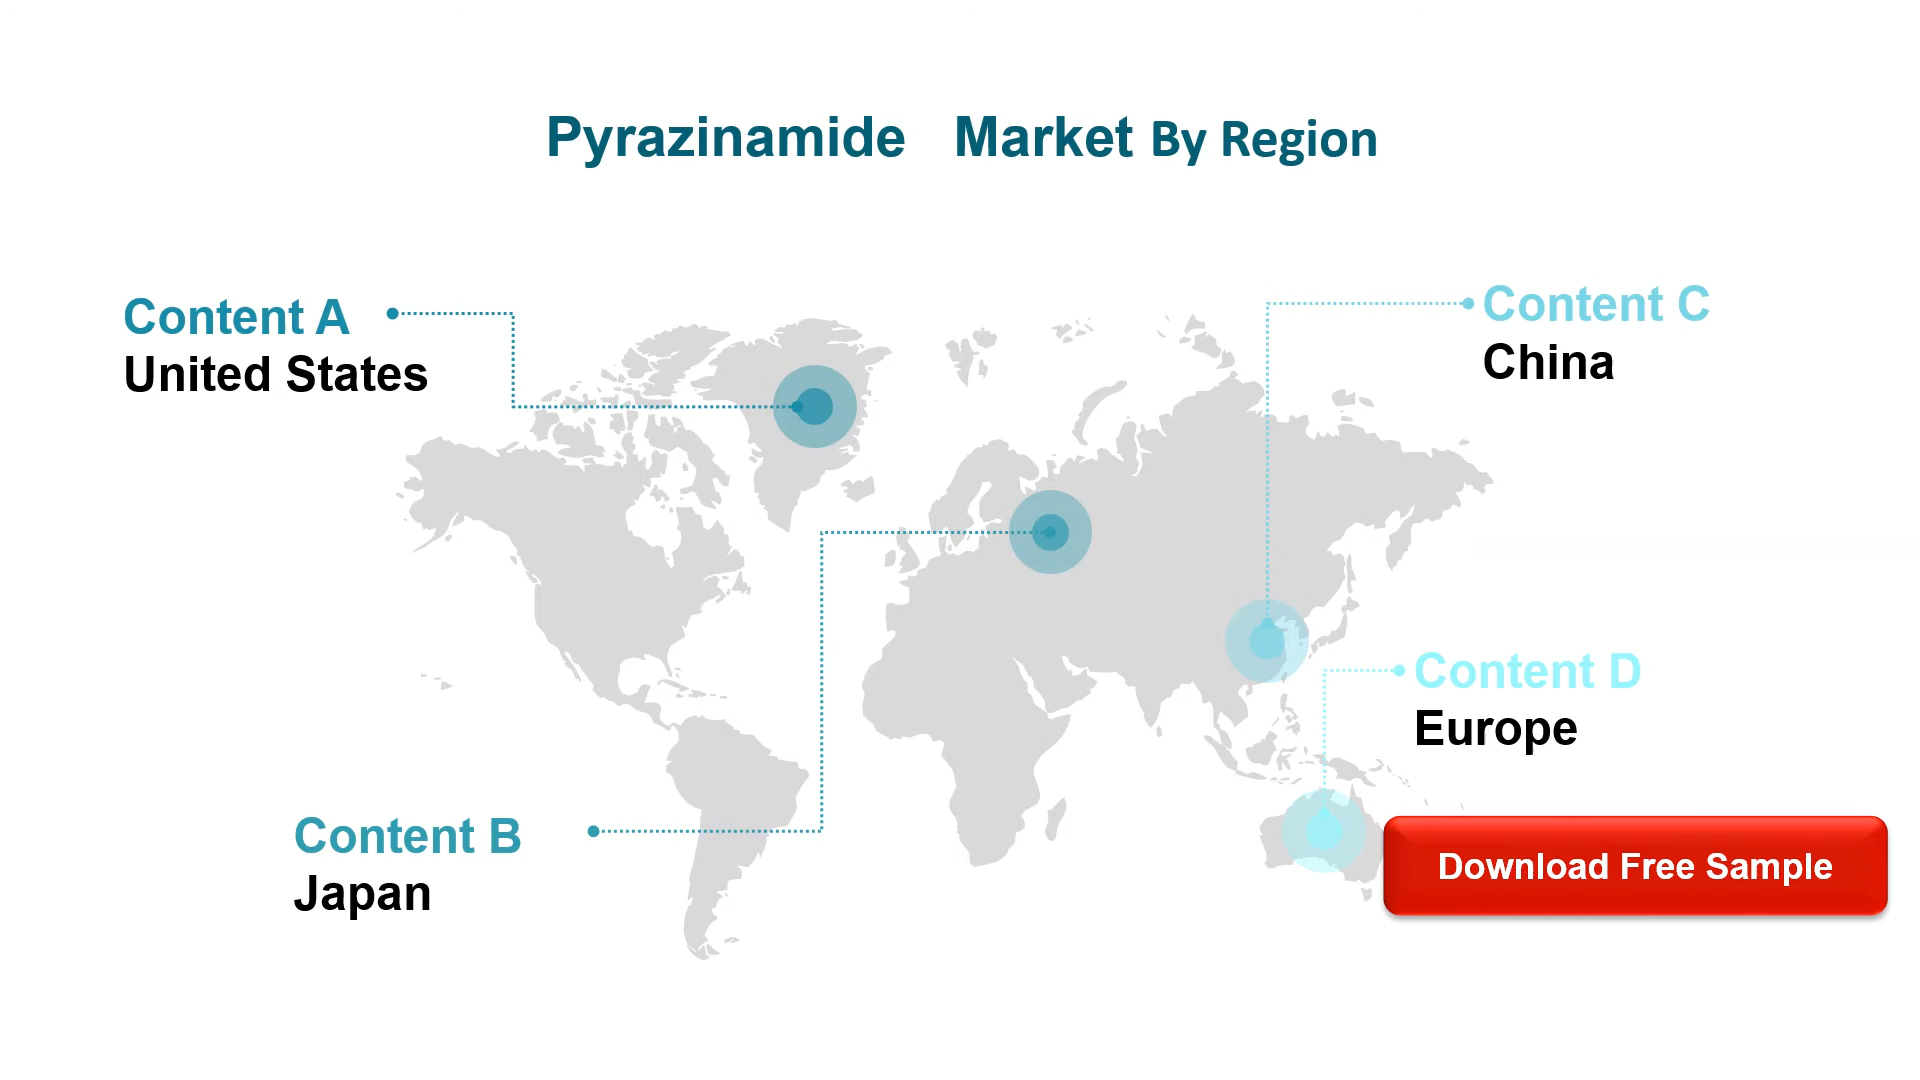 Pyrazinamide Market By Region
Content A
United States
Content C
China
Content D
Europe
Content B
Japan
Download Free Sample